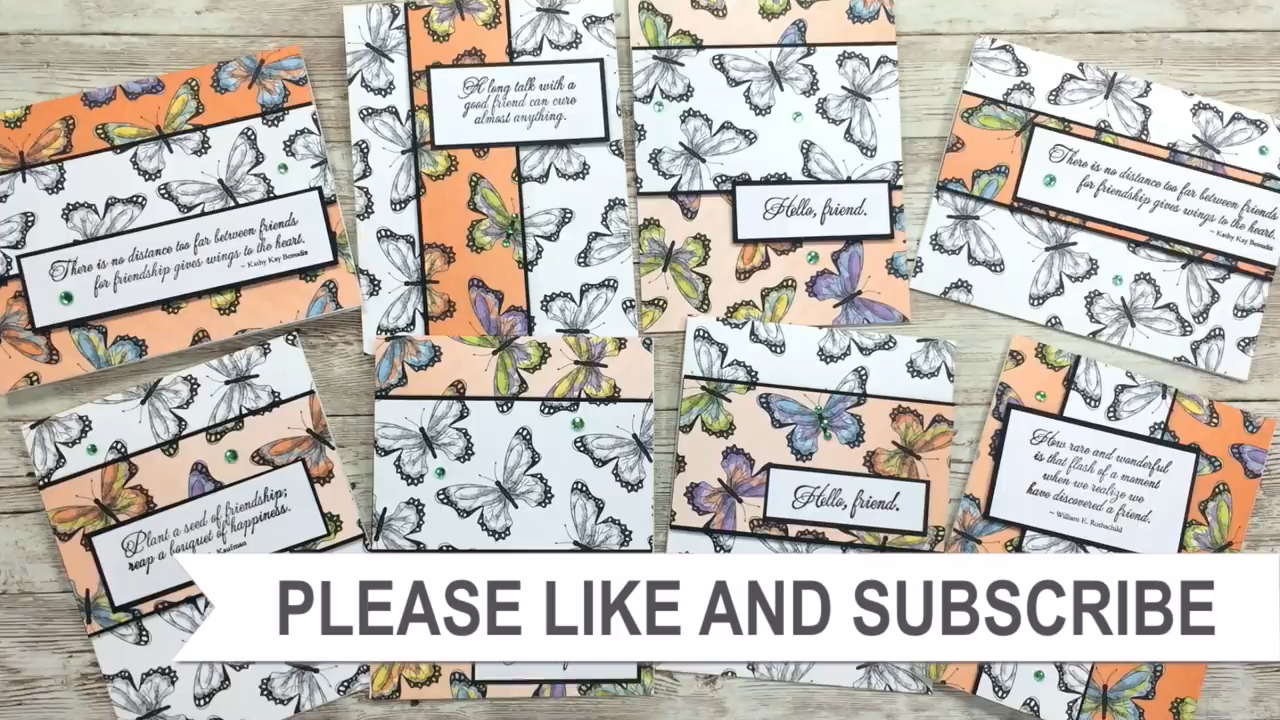 A long talk with a
good friend can cure
almost anything.
Hello, friend.
There is no distance too far between friends
for friendship gives wings to the heart.
~ Kathy Kay Benudiz
There is no distance too far between friends
for friendship gives wings to the heart.
~ Kathy Kay Benudiz
Plant a seed of friendship;
reap a bouquet of happiness.
Kaufman
Hello, friend.
How rare and wonderful
is that flash of a moment
when we realize we
have discovered a friend.
~ William E. Rothschild
PLEASE LIKE AND SUBSCRIBE